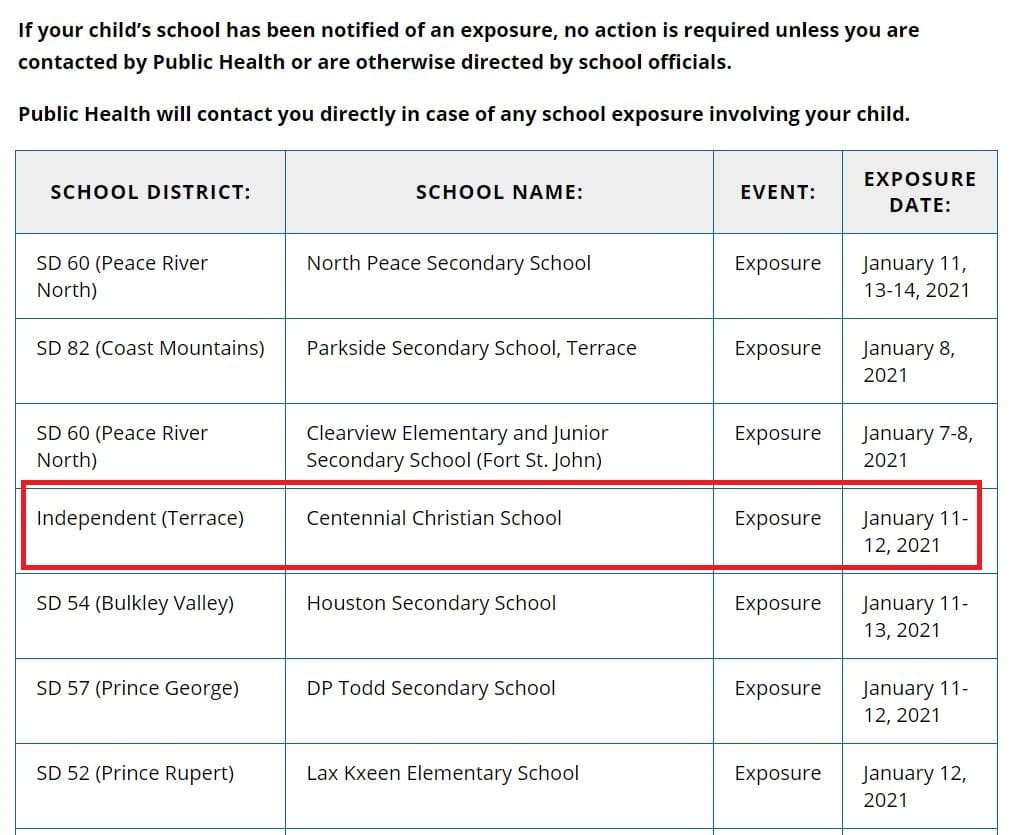 If your child’s school has been notified of an exposure, no action is required unless you are
contacted by Public Health or are otherwise directed by school officials.
Public Health will contact you directly in case of any school exposure involving your child.
SCHOOL DISTRICT: SCHOOL NAME: EVENT: EXPOSURE DATE:
SD 60 (Peace River North) North Peace Secondary School Exposure January 11, 13-14, 2021
SD 82 (Coast Mountains) Parkside Secondary School, Terrace Exposure January 8, 2021
SD 60 (Peace River North) Clearview Elementary and Junior Secondary School (Fort St. John) Exposure January 7-8, 2021
Independent (Terrace) Centennial Christian School Exposure January 11-12, 2021
SD 54 (Bulkley Valley) Houston Secondary School Exposure January 11-13, 2021
SD 57 (Prince George) DP Todd Secondary School Exposure January 11-12, 2021
SD 52 (Prince Rupert) Lax Kxeen Elementary School Exposure January 12, 2021